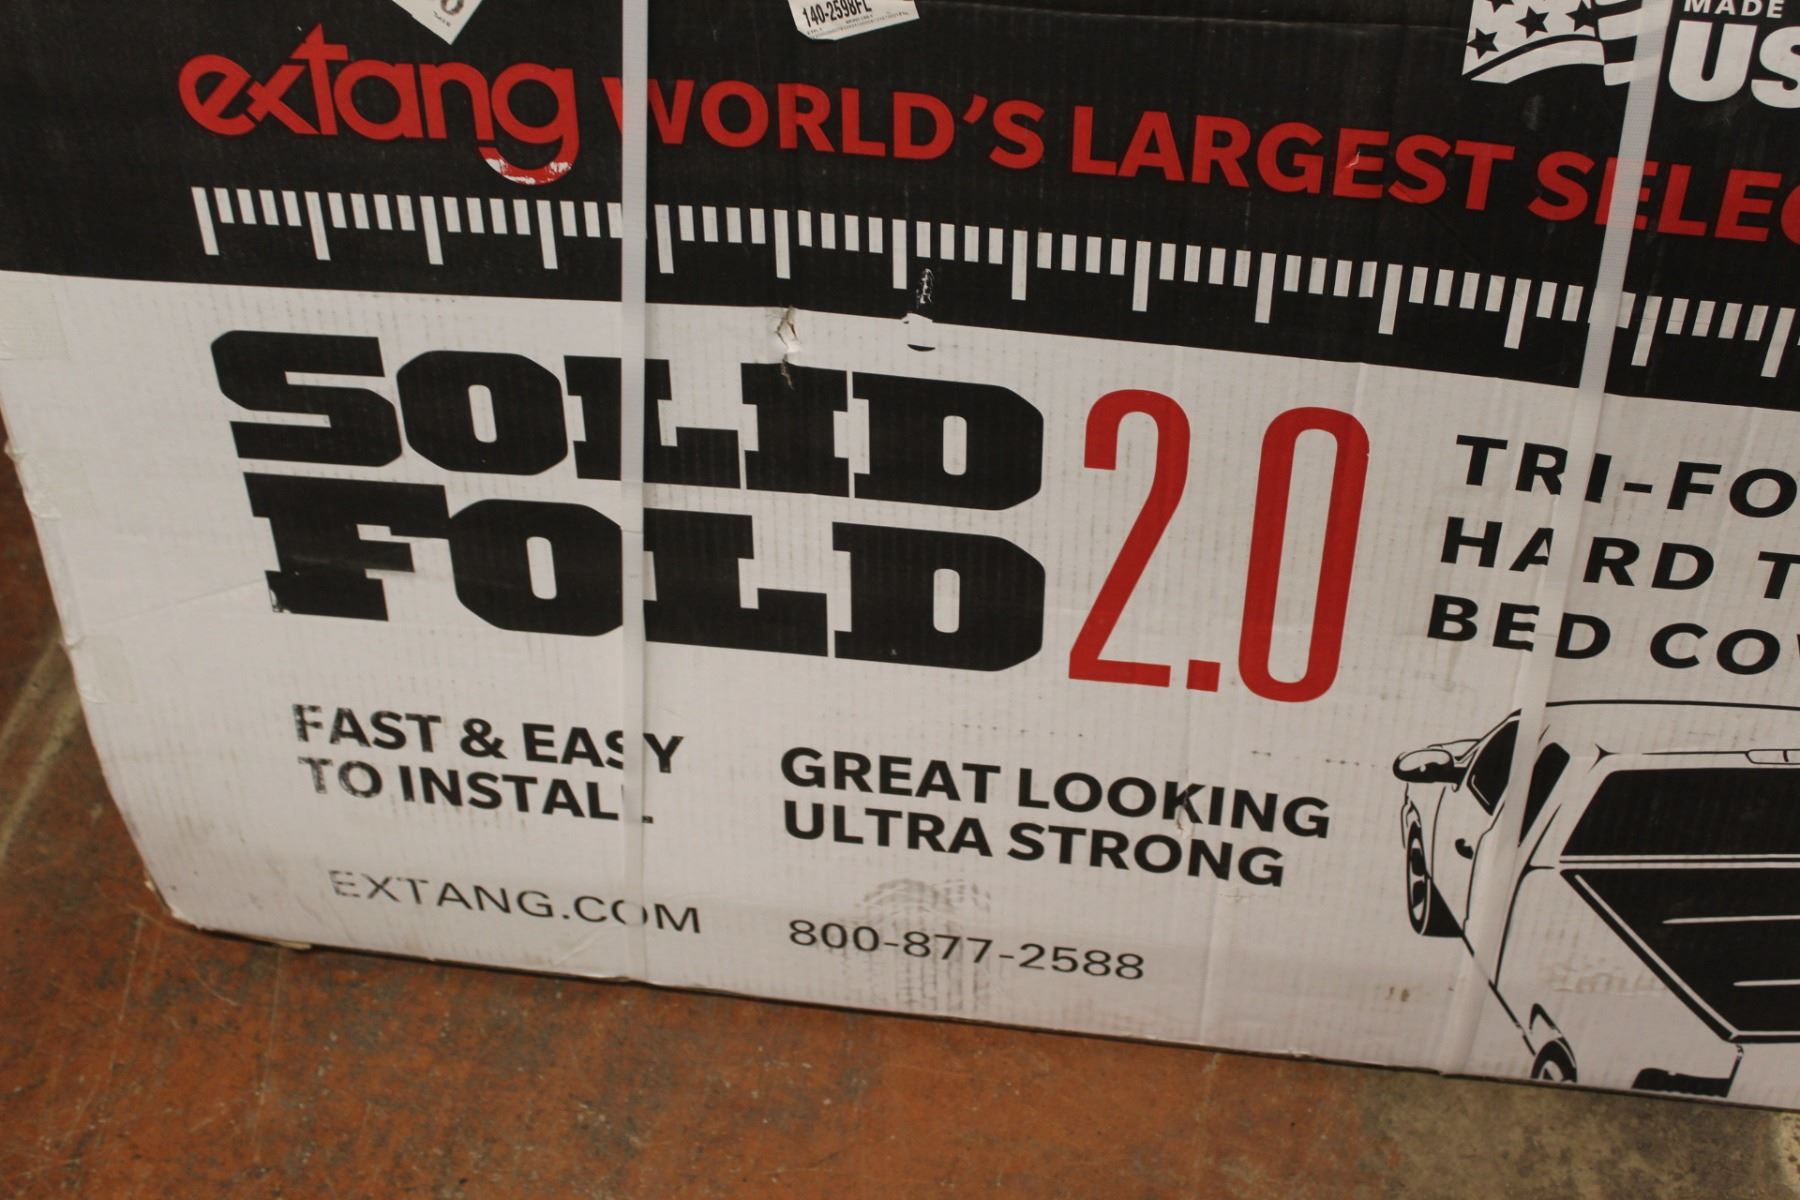 140-2598FL
MADE
US
extang WORLD'S LARGEST SELEC
SOLID
FOLD 2.0
TRI-FO
HARD T
BED CO
FAST & EASY
TO INSTALL
GREAT LOOKING
ULTRA STRONG
EXTANG.COM
800-877-2588